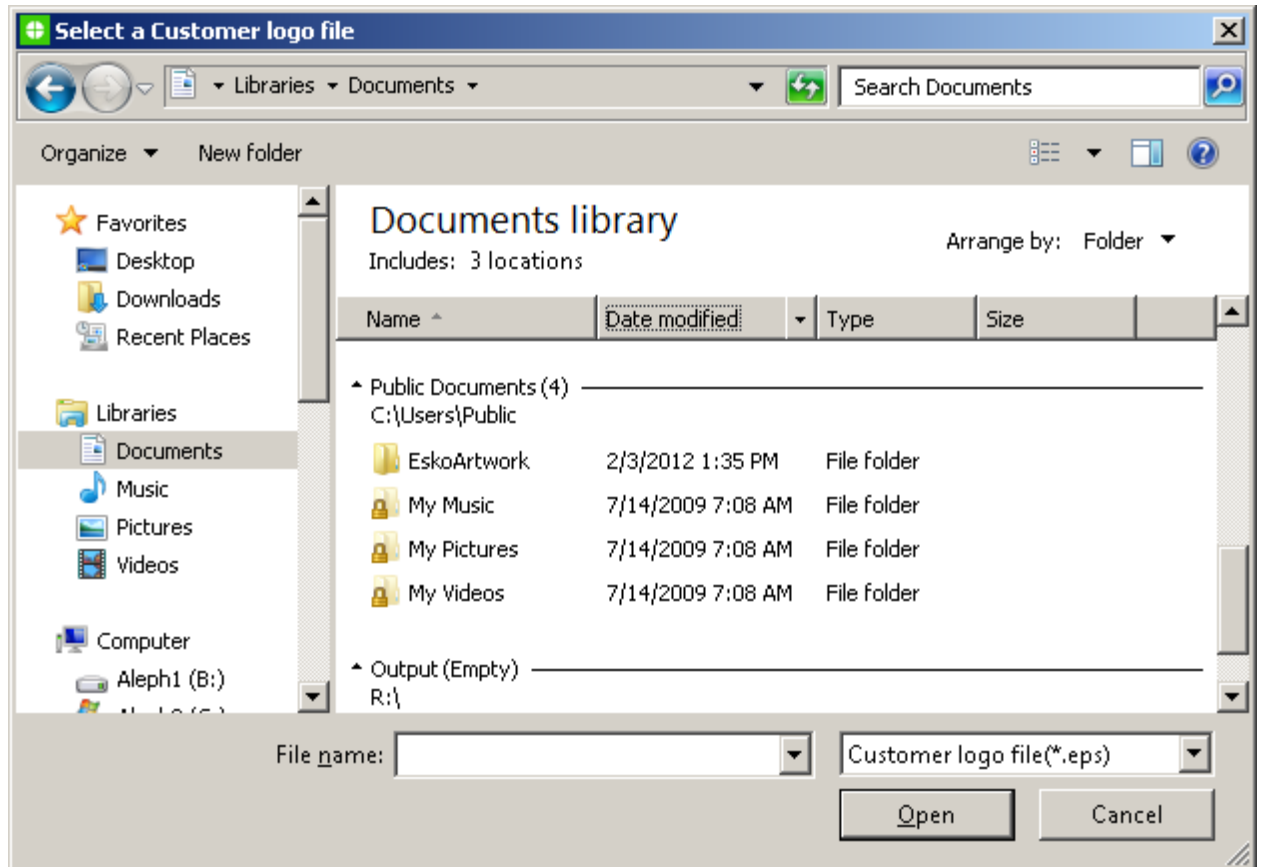 Select a Customer logo file
Libraries Documents
Search Documents
Organize New folder
Favorites
Desktop
Downloads
Recent Places
Libraries
Documents
Music
Pictures
Videos
Computer
Aleph1 (B:)
Documents library
Includes: 3 locations
Arrange by: Folder
Name Date modified Type Size
Public Documents (4)
C:\Users\Public
EskoArtwork 2/3/2012 1:35 PM File folder
My Music 7/14/2009 7:08 AM File folder
My Pictures 7/14/2009 7:08 AM File folder
My Videos 7/14/2009 7:08 AM File folder
Output (Empty)
R:\
File name:
Customer logo file(*.eps)
Open Cancel